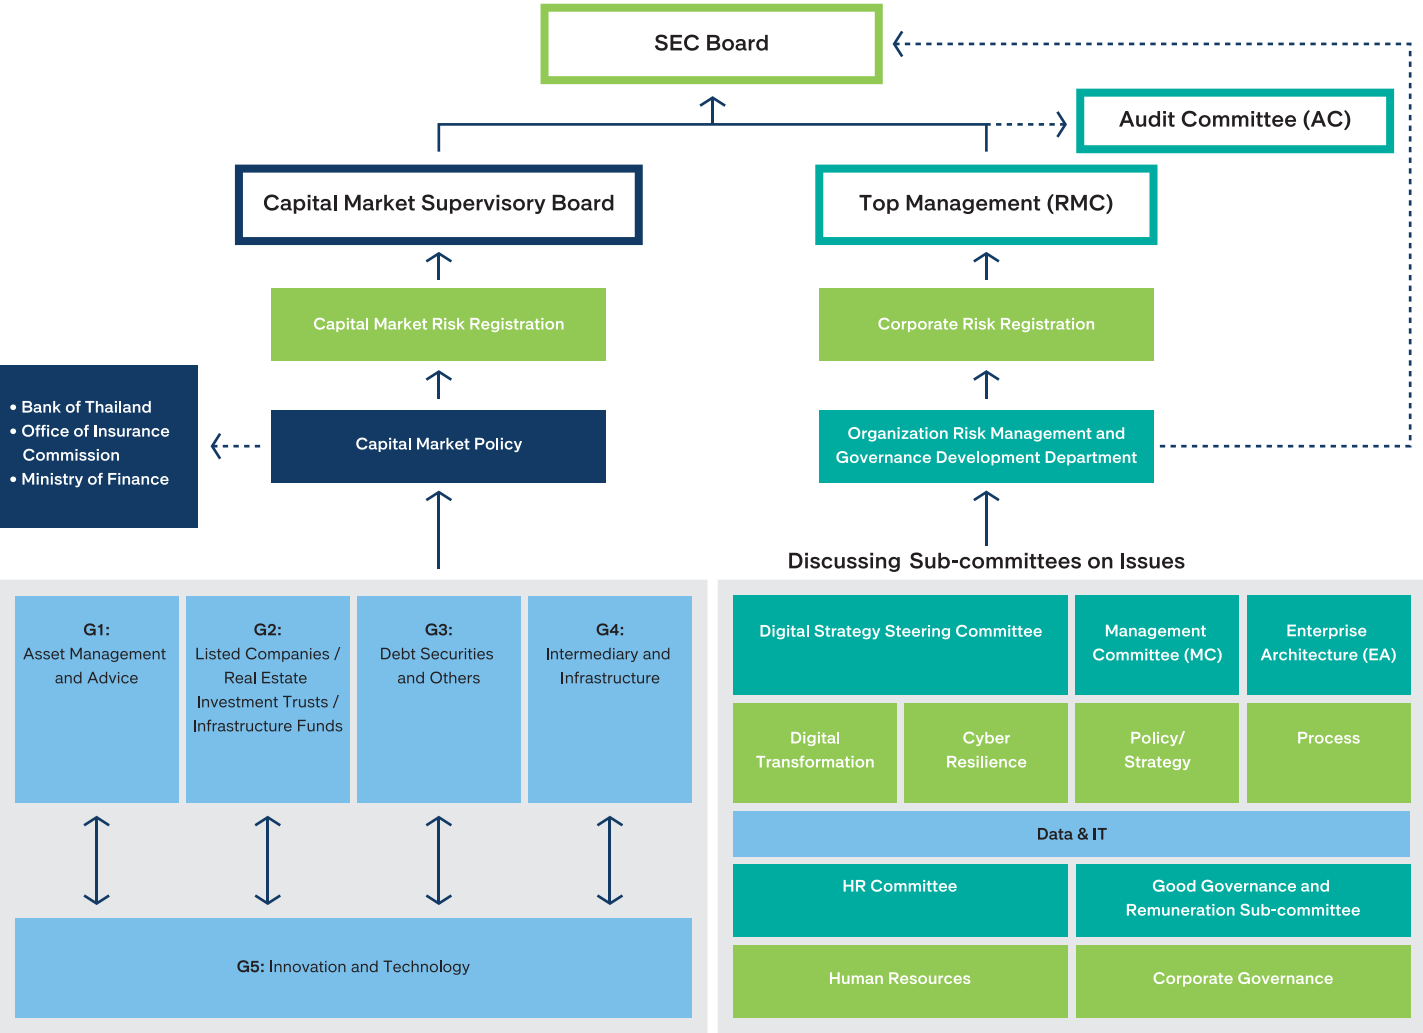 SEC Board
Audit Committee (AC)
Capital Market Supervisory Board
Top Management (RMC)
Capital Market Risk Registration
Corporate Risk Registration
• Bank of Thailand
• Office of Insurance
Commission
• Ministry of Finance
Capital Market Policy
Organization Risk Management and
Governance Development Department
Discussing Sub-committees on Issues
G1:
Asset Management
and Advice
G2:
Listed Companies /
Real Estate
Investment Trusts /
Infrastructure Funds
G3:
Debt Securities
and Others
G4:
Intermediary and
Infrastructure
G5: Innovation and Technology
Digital Strategy Steering Committee
Management
Committee (MC)
Enterprise
Architecture (EA)
Digital
Transformation
Cyber
Resilience
Policy/
Strategy
Process
Data & IT
HR Committee
Good Governance and
Remuneration Sub-committee
Human Resources
Corporate Governance